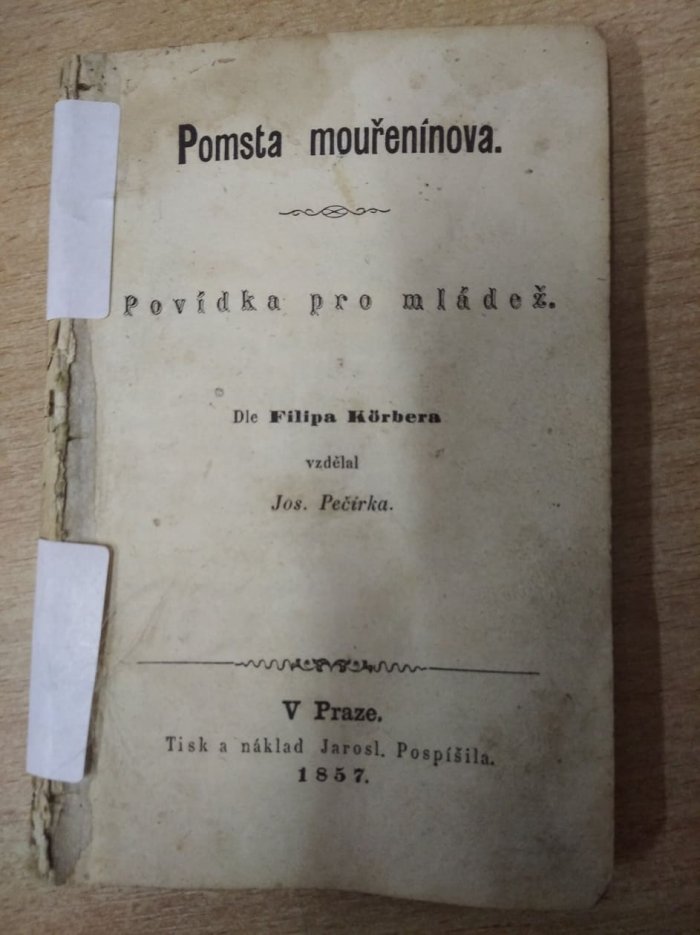 Pomsta mouřenínova.
Povídka pro mládež.
Dle Filipa Körbera
vzdělal
Jos. Pečírka.
V Praze.
Tisk a náklad Jarosl. Pospíšila.
1857.